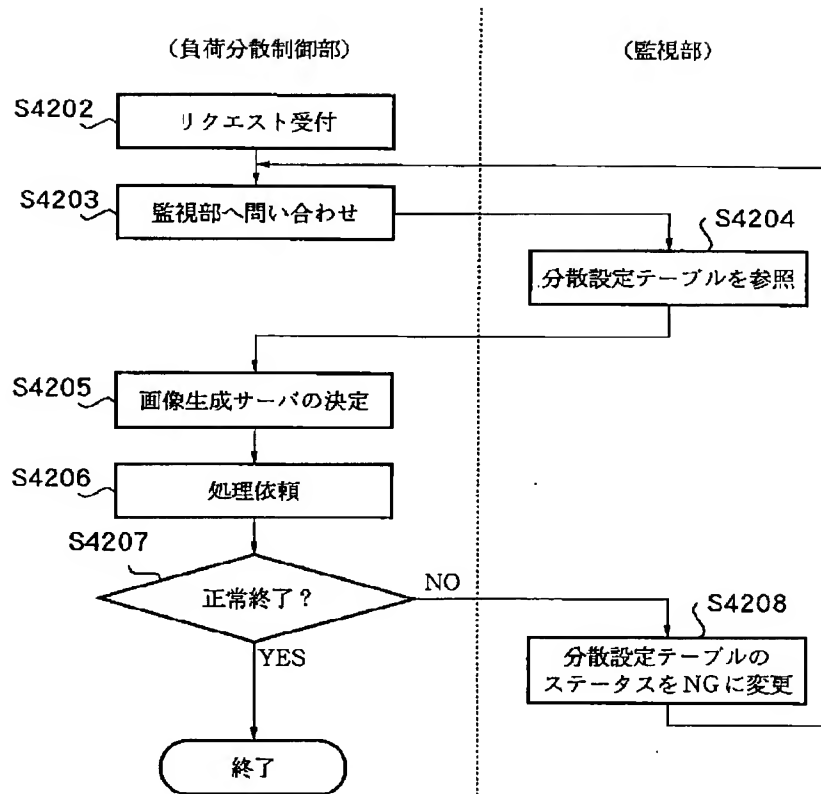 (負荷分散制御部)
(監視部)
S4202
リクエスト受付
S4203
監視部へ問い合わせ
S4204
分散設定テーブルを参照
S4205
画像生成サーバの決定
S4206
処理依頼
S4207
正常終了?
NO
YES
S4208
分散設定テーブルの
ステータスをNGに変更
終了